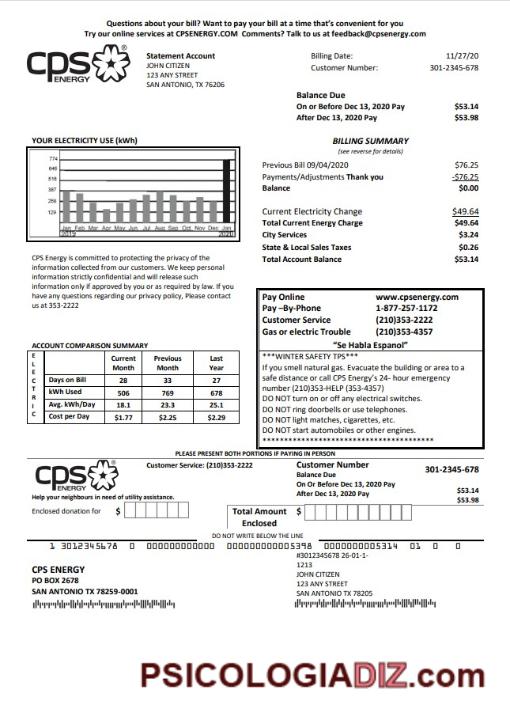 Questions about your bill? Want to pay your bill at a time that's convenient for you
Try our online services at CPSENERGY.COM Comments? Talk to us at feedback@cpsenergy.com
cps
ENERGY
Statement Account
JOHN CITIZEN
123 ANY STREET
SAN ANTONIO, TX 76206
Billing Date: 11/27/20
Customer Number: 301-2345-678
Balance Due
On or Before Dec 13, 2020 Pay $53.14
After Dec 13, 2020 Pay $53.98
YOUR ELECTRICITY USE (kWh)
774
646
516
387
256
129
Jan Feb Mar Apr May Jun Jul Aug Sep Oct Nov Dec Jan
2019 2020
BILLING SUMMARY
(see reverse for details)
Previous Bill 09/04/2020 $76.25
Payments/Adjustments Thank you -$76.25
Balance $0.00
Current Electricity Change $49.64
Total Current Energy Charge $49.64
City Services $3.24
State & Local Sales Taxes $0.26
Total Account Balance $53.14
CPS Energy is committed to protecting the privacy of the
information collected from our customers. We keep personal
information strictly confidential and will release such
information only if approved by you or as required by law. If you
have any questions regarding our privacy policy, Please contact
us at 353-2222
Pay Online www.cpsenergy.com
Pay –By-Phone 1-877-257-1172
Customer Service (210)353-2222
Gas or electric Trouble (210)353-4357
"Se Habla Espanol"
***WINTER SAFETY TPS***
If you smell natural gas. Evacuate the building or area to a
safe distance or call CPS Energy's 24- hour emergency
number (210)353-HELP (353-4357)
DO NOT turn on or off any electrical switches.
DO NOT ring doorbells or use telephones.
DO NOT light matches, cigarettes, etc.
DO NOT start automobiles or other engines.
****************************************
ACCOUNT COMPARISON SUMMARY
ELECTRIC
Current Month Previous Month Last Year
Days on Bill 28 33 27
kWh Used 506 769 678
Avg. kWh/Day 18.1 23.3 25.1
Cost per Day $1.77 $2.25 $2.29
PLEASE PRESENT BOTH PORTIONS IF PAYING IN PERSON
cps
ENERGY
Customer Service: (210)353-2222
Customer Number 301-2345-678
Balance Due
On Or Before Dec 13, 2020 Pay $53.14
After Dec 13, 2020 Pay $53.98
Help your neighbours in need of utility assistance.
Enclosed donation for $
Total Amount $
Enclosed
DO NOT WRITE BELOW THE LINE
1 3012345678 0 000000000000 0000000000005398 0000000005314 01 0 0
#3012345678 26-01-1-
1213
JOHN CITIZEN
123 ANY STREET
SAN ANTONIO TX 78205
CPS ENERGY
PO BOX 2678
SAN ANTONIO TX 78259-0001
PSICOLOGIADIZ.com